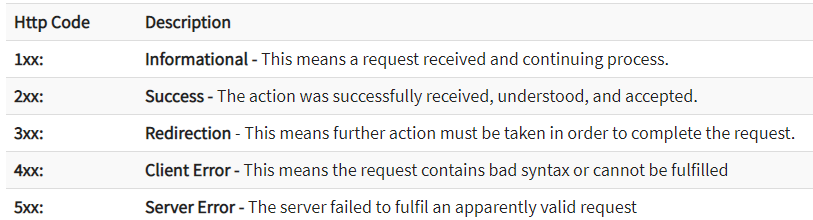 Http Code Description
1xx: Informational - This means a request received and continuing process.
2xx: Success - The action was successfully received, understood, and accepted.
3xx: Redirection - This means further action must be taken in order to complete the request.
4xx: Client Error - This means the request contains bad syntax or cannot be fulfilled
5xx: Server Error - The server failed to fulfil an apparently valid request